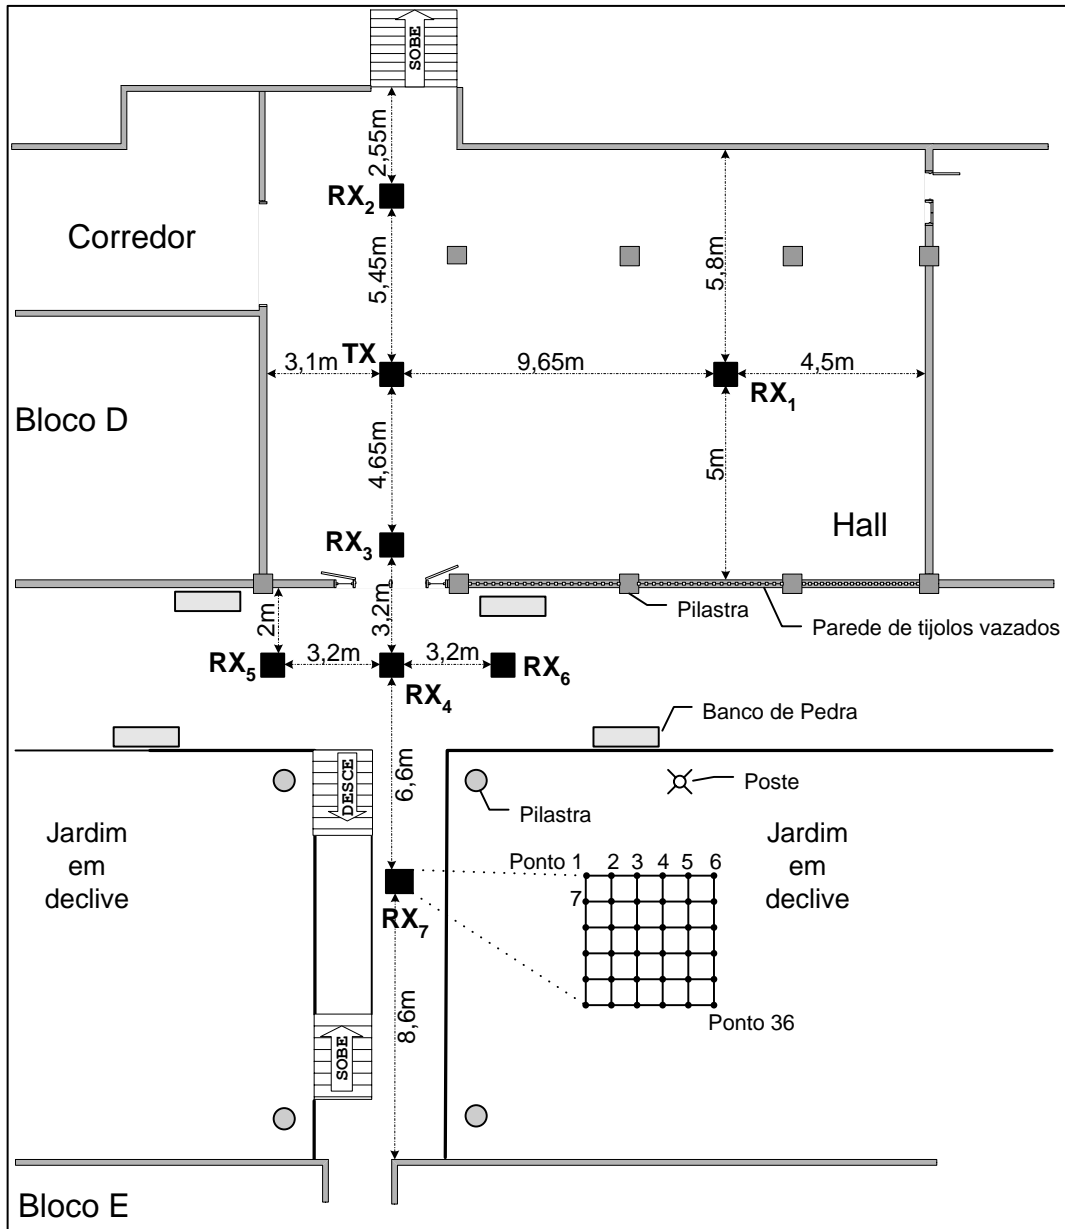 SOBE
2,55m
RX2
Corredor
5,45m
5,8m
TX
3,1m
9,65m
4,5m
RX1
Bloco D
4,65m
5m
Hall
RX3
2m
3,2m
Pilastra
Parede de tijolos vazados
RX5
3,2m
3,2m
RX6
RX4
Banco de Pedra
6,6m
DESCE
Poste
Pilastra
Jardim
em
declive
Jardim
em
declive
Ponto 1 2 3 4 5 6
7
RX7
8,6m
Ponto 36
SOBE
Bloco E